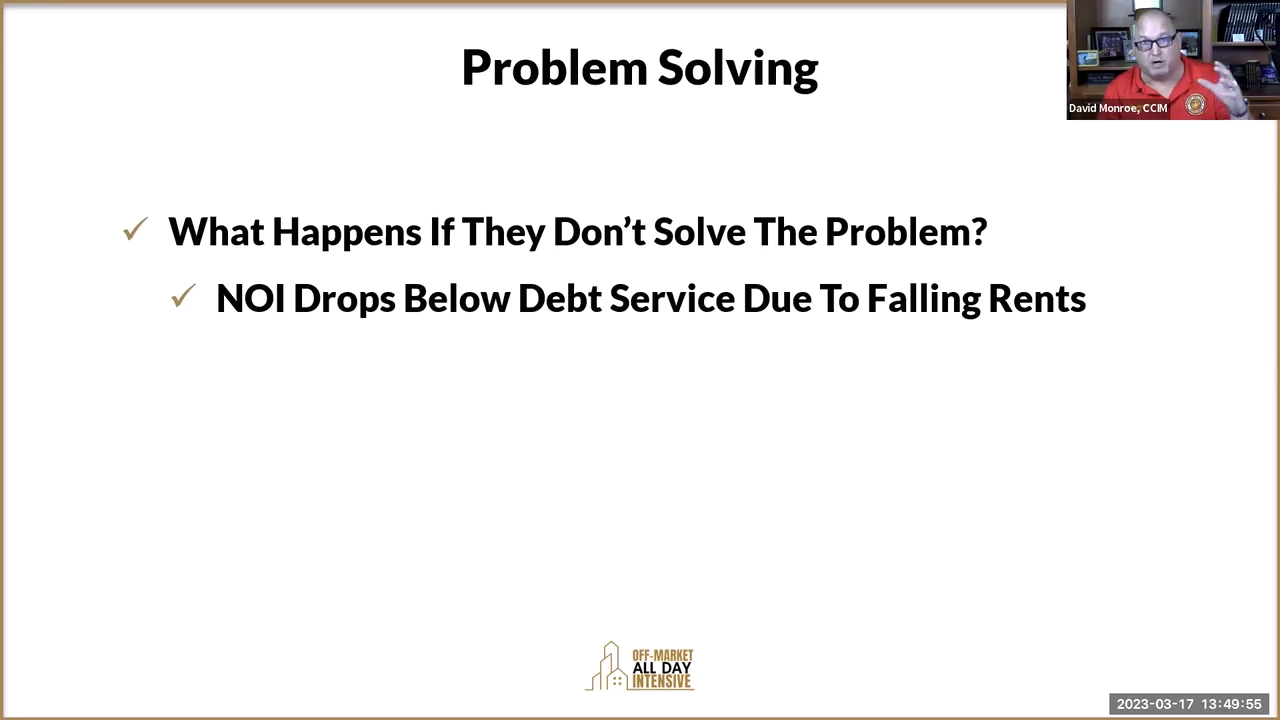 Problem Solving
David Monroe, CCIM
✓ What Happens If They Don’t Solve The Problem?
✓ NOI Drops Below Debt Service Due To Falling Rents
OFF-MARKET
ALL DAY
INTENSIVE
2023-03-17 13:49:55